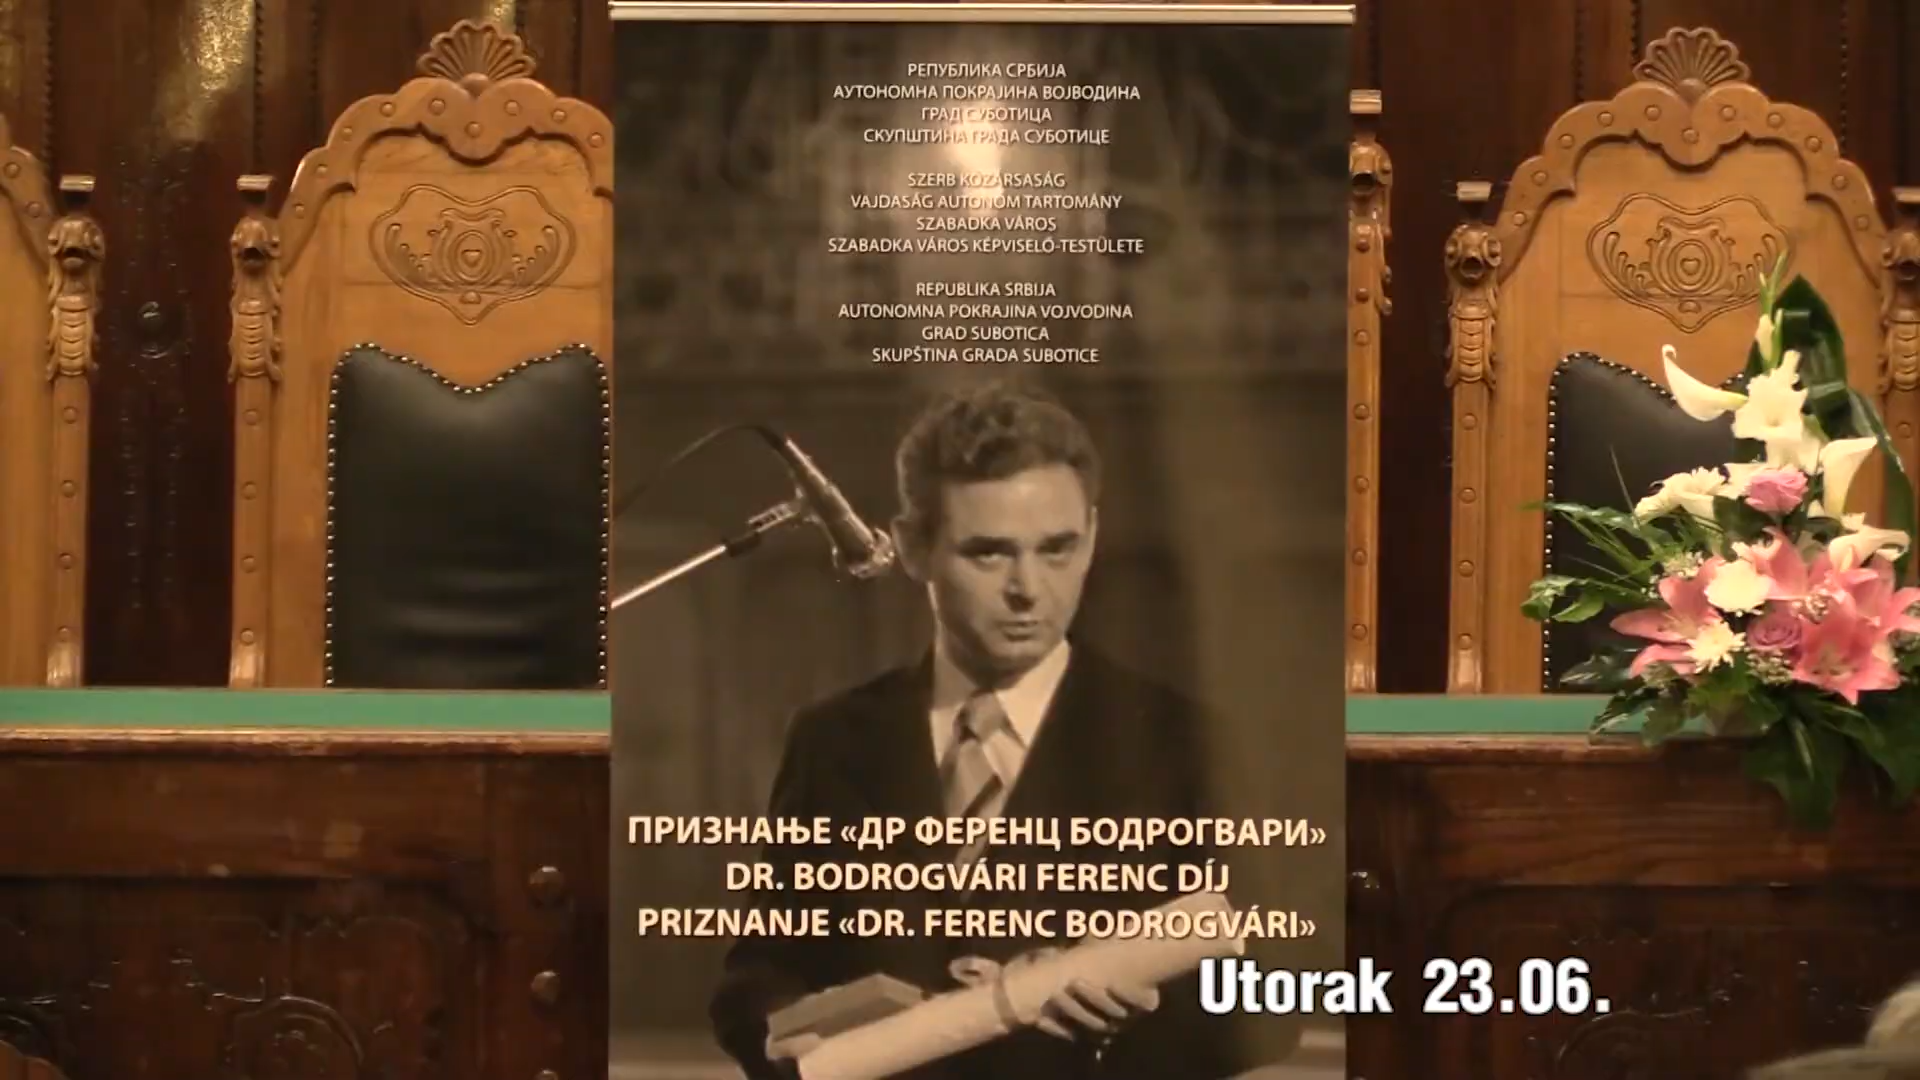 РЕПУБЛИКА СРБИЈА
АУТОНОМНА ПОКРАЈИНА ВОЈВОДИНА
ГРАД СУБОТИЦА
СКУПШТИНА ГРАДА СУБОТИЦЕ
SZERB KÖZÁRSASÁG
VAJDASÁG AUTONÓM TARTOMÁNY
SZABADKA VÁROS
SZABADKA VÁROS KÉPVISELŐ-TESTÜLETE
REPUBLIKA SRBIJA
AUTONOMNA POKRAJINA VOJVODINA
GRAD SUBOTICA
SKUPŠTINA GRADA SUBOTICE
ПРИЗНАЊЕ «ДР ФЕРЕНЦ БОДРОГВАРИ»
DR. BODROGVÁRI FERENC DÍJ
PRIZNANJE «DR. FERENC BODROGVÁRI»
Utorak 23.06.